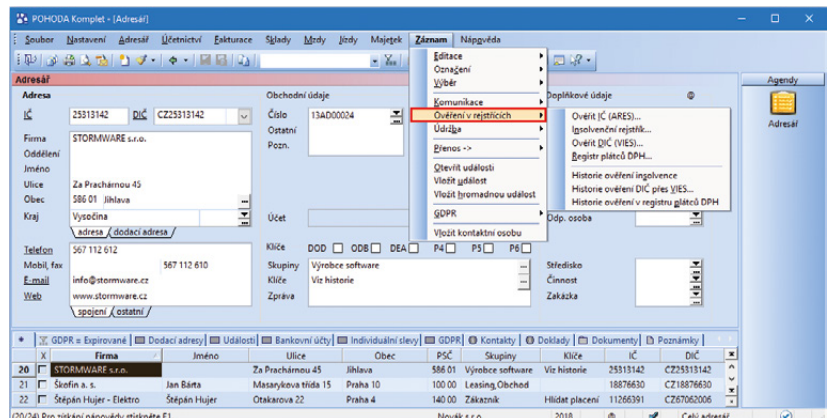 POHODA Komplet - [Adresář]
Soubor Nastavení Adresář Účetnictví Fakturace Sklady Mzdy Jízdy Majetek Záznam Nápověda
Adresář
Agendy
Adresář
Adresa
IČ 25313142 DIČ CZ25313142
Firma STORMWARE s.r.o.
Oddělení
Jméno
Ulice Za Prachárnou 45
Obec 586 01 Jihlava
Kraj Vysočina
adresa dodací adresy
Telefon 567 112 612
Mobil, fax 567 112 610
E-mail info@stormware.cz
Web www.stormware.cz
spojení ostatní
Obchodní údaje
Číslo 13AD00024
Ostatní
Pozn.
Účet
Klíče DOD ODB DEA P4 P5 P6
Skupiny Výrobce software
Klíče Viz historie
Zpráva
Doplňkové údaje
Odp. osoba
Středisko
Činnost
Zakázka
Editace
Označení
Výběr
Komunikace
Ověření v rejstřících
Údržba
Přenos ->
Otevřít události
Vložit událost
Vložit hromadnou událost
GDPR
Vložit kontaktní osobu
Ověřit IČ (ARES)...
Insolvenční rejstřík...
Ověřit DIČ (VIES)...
Registr plátců DPH...
Historie ověření insolvence
Historie ověření DIČ přes VIES...
Historie ověření v registru plátců DPH
GDPR = Expirované Dodací adresy Události Bankovní účty Individuální slevy GDPR Kontakty Doklady Dokumenty Poznámky
X Firma Jméno Ulice Obec PSČ Skupiny Klíče IČ DIČ
20 STORMWARE s.r.o. Za Prachárnou 45 Jihlava 586 01 Výrobce software Viz historie 25313142 CZ25313142
21 Škofin a. s. Jan Bárta Masarykova třída 15 Praha 10 100 00 Leasing,Obchod 18876630 CZ18876630
22 Štěpán Hujer - Elektro Štěpán Hujer Otakarova 22 Praha 4 140 00 Zákazník Hlídat placení 11266391 CZ67062006
(20/24) Pro získání nápovědy stiskněte F1. Novák s.r.o. 2018 @ Celý adresář